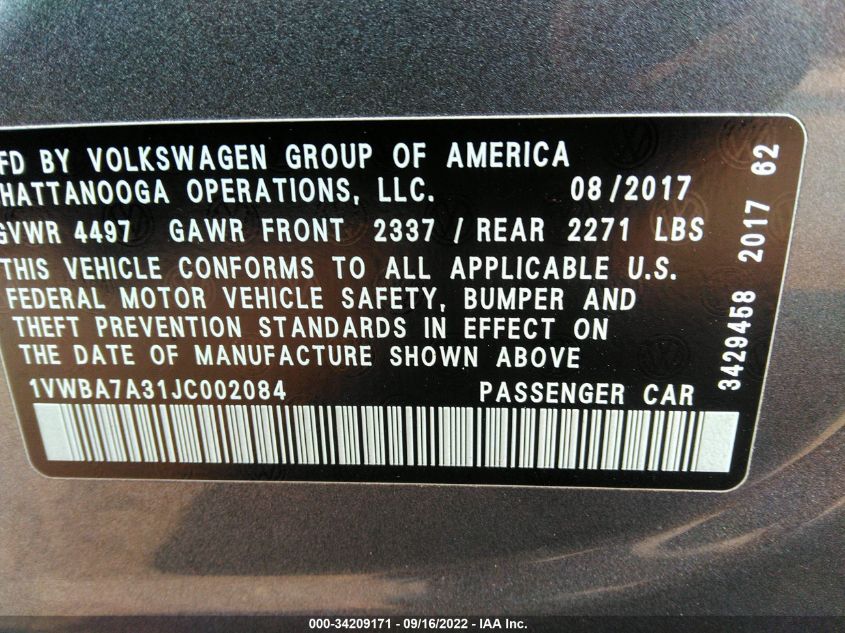 FD BY VOLKSWAGEN GROUP OF AMERICA
HATTANOOGA OPERATIONS, LLC. 08/2017
GVWR 4497 GAWR FRONT 2337 / REAR 2271 LBS
THIS VEHICLE CONFORMS TO ALL APPLICABLE U.S.
FEDERAL MOTOR VEHICLE SAFETY, BUMPER AND
THEFT PREVENTION STANDARDS IN EFFECT ON
THE DATE OF MANUFACTURE SHOWN ABOVE
1VWBA7A31JC002084 PASSENGER CAR
3429458 2017 62
000-34209171 - 09/16/2022 - IAA Inc.